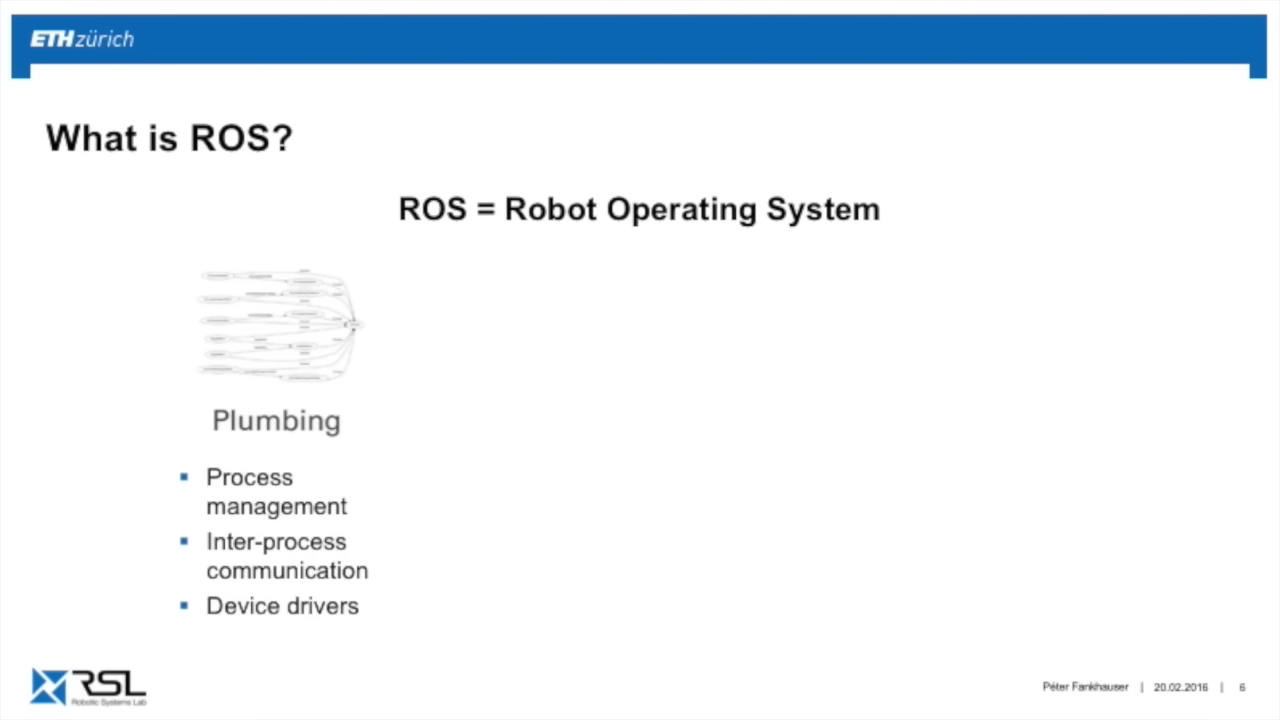 ETH zürich
What is ROS?
ROS = Robot Operating System
Plumbing
Process
management
Inter-process
communication
Device drivers
RSL
Robotic Systems Lab
Péter Fankhauser | 20.02.2016 | 6